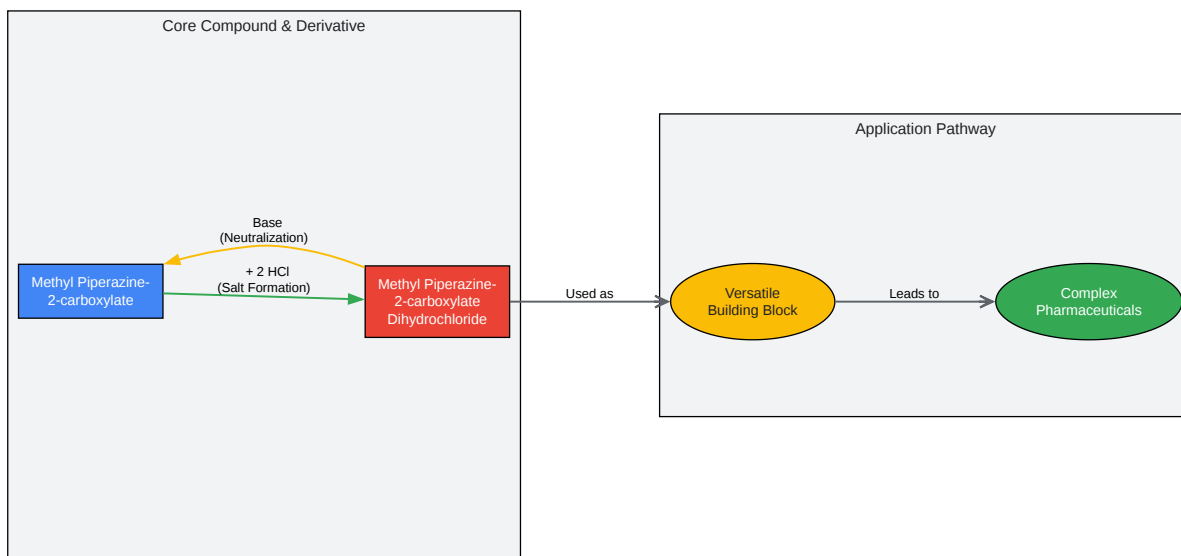 Core Compound & Derivative
Base
(Neutralization)
+ 2 HCl
(Salt Formation)
Methyl Piperazine-
2-carboxylate
Methyl Piperazine-
2-carboxylate
Dihydrochloride
Used as
Application Pathway
Versatile
Building Block
Leads to
Complex
Pharmaceuticals